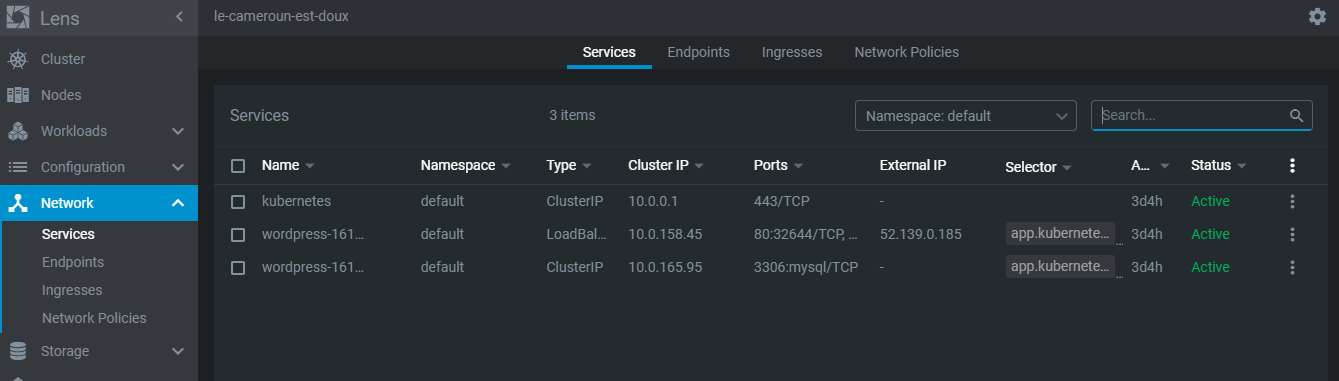 Lens
le-cameroun-est-doux
Cluster
Nodes
Workloads
Configuration
Network
Services
Endpoints
Ingresses
Network Policies
Storage
Services Endpoints Ingresses Network Policies
Services 3 items Namespace: default Search...
Name Namespace Type Cluster IP Ports External IP Selector A... Status
kubernetes default ClusterIP 10.0.0.1 443/TCP - 3d4h Active
wordpress-161... default LoadBal... 10.0.158.45 80:32644/TCP, ... 52.139.0.185 app.kubernete... 3d4h Active
wordpress-161... default ClusterIP 10.0.165.95 3306:mysql/TCP - app.kubernete... 3d4h Active